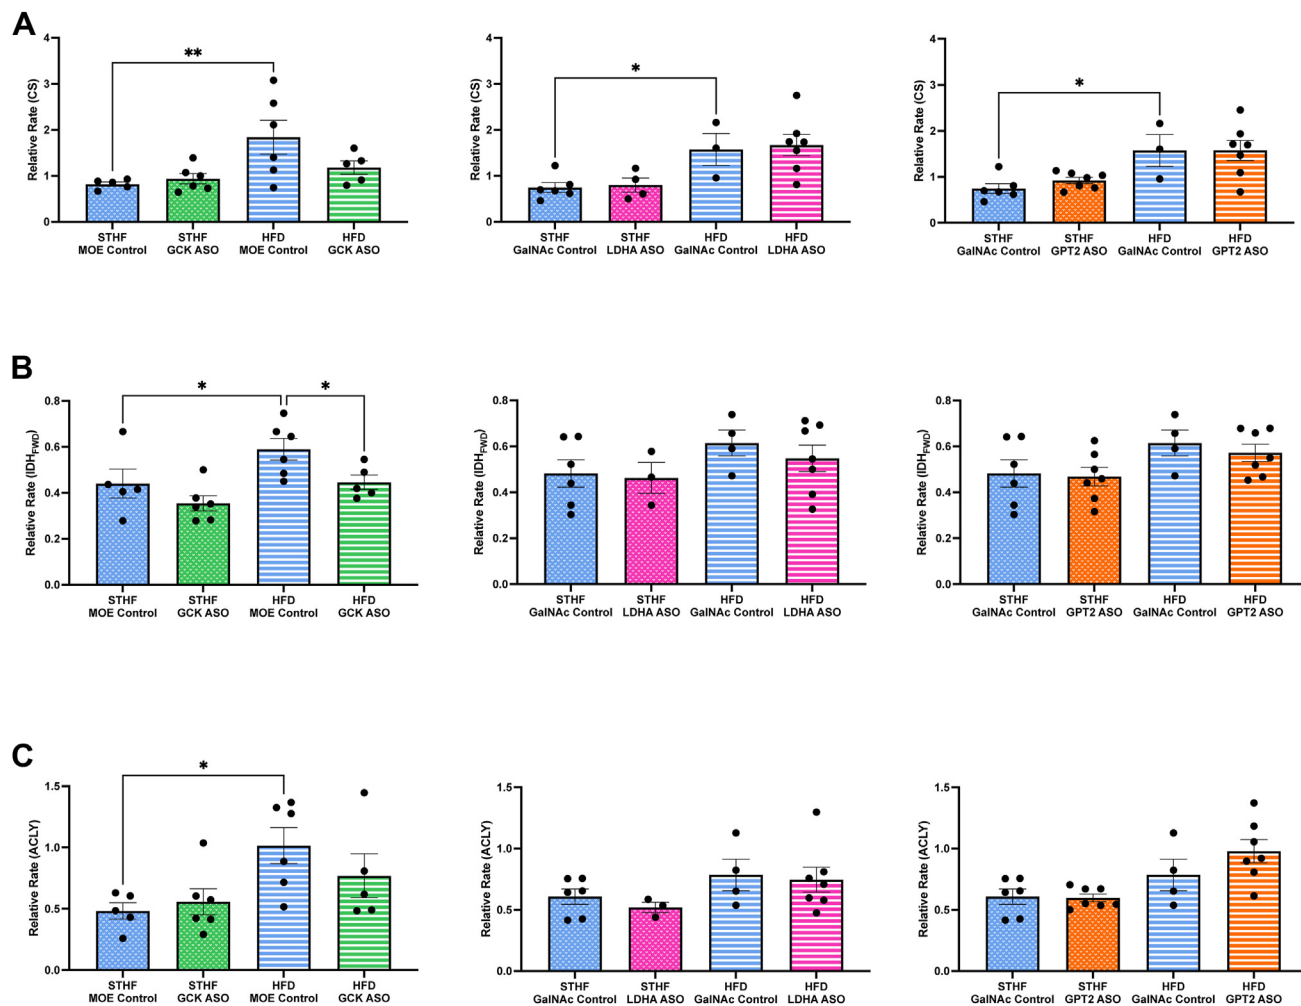 A
Relative Rate (CS)
4
3
2
1
0
**
STHF
MOE Control
STHF
GCK ASO
HFD
MOE Control
HFD
GCK ASO
Relative Rate (CS)
4
3
2
1
0
*
STHF
GalNAc Control
STHF
LDHA ASO
HFD
GalNAc Control
HFD
LDHA ASO
Relative Rate (CS)
4
3
2
1
0
*
STHF
GalNAc Control
STHF
GPT2 ASO
HFD
GalNAc Control
HFD
GPT2 ASO
B
Relative Rate (IDHFWD)
0.8
0.6
0.4
0.2
0.0
*
*
STHF
MOE Control
STHF
GCK ASO
HFD
MOE Control
HFD
GCK ASO
Relative Rate (IDHFWD)
0.8
0.6
0.4
0.2
0.0
STHF
GalNAc Control
STHF
LDHA ASO
HFD
GalNAc Control
HFD
LDHA ASO
Relative Rate (IDHFWD)
0.8
0.6
0.4
0.2
0.0
STHF
GalNAc Control
STHF
GPT2 ASO
HFD
GalNAc Control
HFD
GPT2 ASO
C
Relative Rate (ACLY)
1.5
1.0
0.5
0.0
*
STHF
MOE Control
STHF
GCK ASO
HFD
MOE Control
HFD
GCK ASO
Relative Rate (ACLY)
1.5
1.0
0.5
0.0
STHF
GalNAc Control
STHF
LDHA ASO
HFD
GalNAc Control
HFD
LDHA ASO
Relative Rate (ACLY)
1.5
1.0
0.5
0.0
STHF
GalNAc Control
STHF
GPT2 ASO
HFD
GalNAc Control
HFD
GPT2 ASO